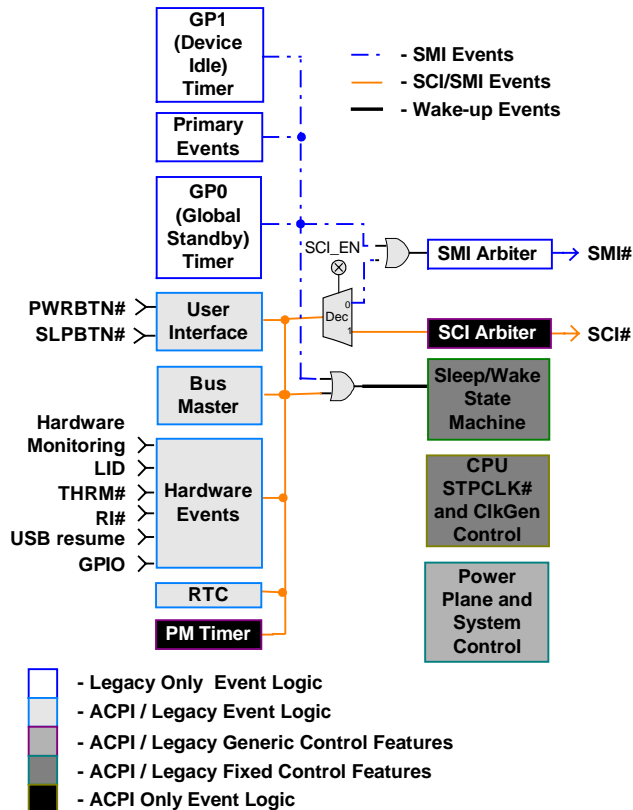 GP1
(Device
Idle)
Timer
- SMI Events
- SCI/SMI Events
- Wake-up Events
Primary
Events
GP0
(Global
Standby)
Timer
SCI_EN
SMI Arbiter
SMI#
PWRBTN#
SLPBTN#
User
Interface
0
Dec
1
SCI Arbiter
SCI#
Bus
Master
Sleep/Wake
State
Machine
Hardware
Monitoring
LID
THRM#
RI#
USB resume
GPIO
Hardware
Events
CPU
STPCLK#
and ClkGen
Control
RTC
PM Timer
Power
Plane and
System
Control
- Legacy Only Event Logic
- ACPI / Legacy Event Logic
- ACPI / Legacy Generic Control Features
- ACPI / Legacy Fixed Control Features
- ACPI Only Event Logic